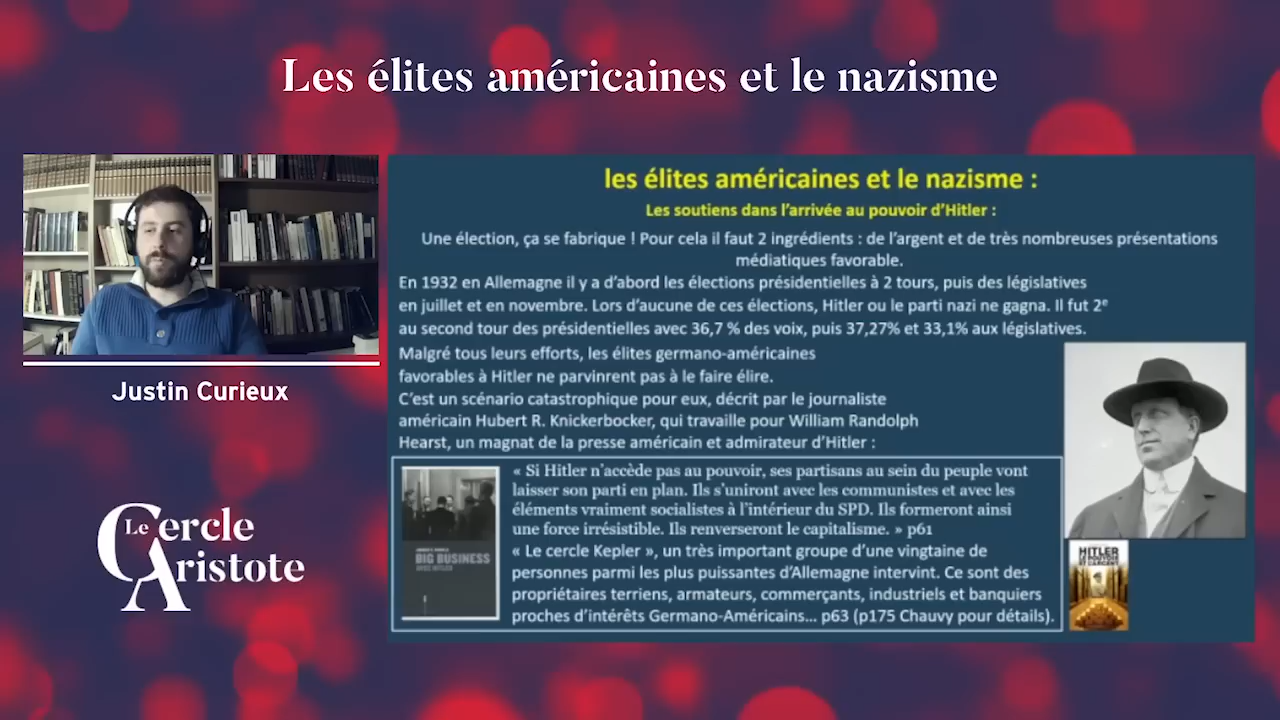 Les élites américaines et le nazisme
les élites américaines et le nazisme :
Les soutiens dans l'arrivée au pouvoir d'Hitler :
Une élection, ça se fabrique ! Pour cela il faut 2 ingrédients : de l'argent et de très nombreuses présentations
médiatiques favorable.
En 1932 en Allemagne il y a d'abord les élections présidentielles à 2 tours, puis des législatives
en juillet et en novembre. Lors d'aucune de ces élections, Hitler ou le parti nazi ne gagna. Il fut 2e
au second tour des présidentielles avec 36,7 % des voix, puis 37,27% et 33,1% aux législatives.
Malgré tous leurs efforts, les élites germano-américaines
favorables à Hitler ne parvinrent pas à le faire élire.
C'est un scénario catastrophique pour eux, décrit par le journaliste
américain Hubert R. Knickerbocker, qui travaille pour William Randolph
Hearst, un magnat de la presse américain et admirateur d'Hitler :
« Si Hitler n'accède pas au pouvoir, ses partisans au sein du peuple vont
laisser son parti en plan. Ils s'uniront avec les communistes et avec les
éléments vraiment socialistes à l'intérieur du SPD. Ils formeront ainsi
une force irrésistible. Ils renverseront le capitalisme. » p61
« Le cercle Kepler », un très important groupe d'une vingtaine de
personnes parmi les plus puissantes d'Allemagne intervint. Ce sont des
propriétaires terriens, armateurs, commerçants, industriels et banquiers
proches d'intérêts Germano-Américains... p63 (p175 Chauvy pour détails).
BIG BUSINESS
AVEC HITLER
HITLER
Justin Curieux
Le Cercle
Aristote